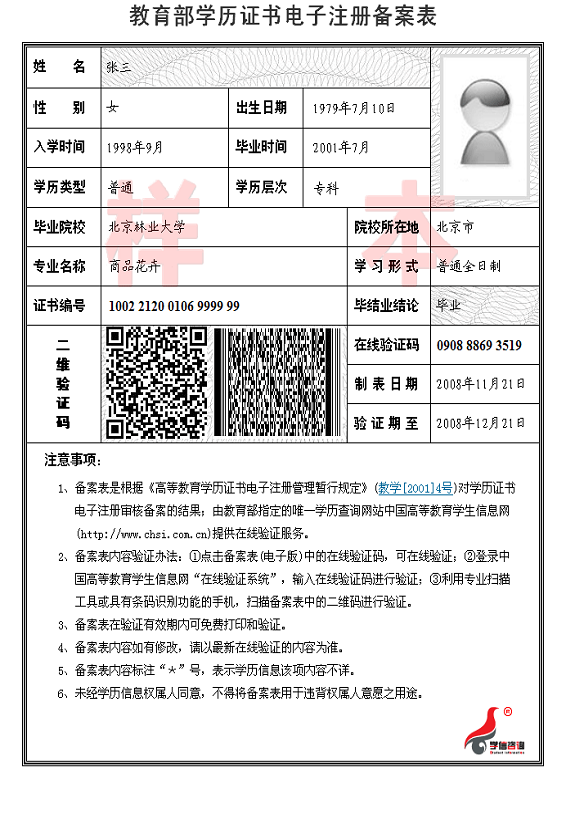 教育部学历证书电子注册备案表
姓 名 张三
性 别 女 出生日期 1979年7月10日
入学时间 1998年9月 毕业时间 2001年7月
学历类型 普通 学历层次 专科
样 本
毕业院校 北京林业大学 院校所在地 北京市
专业名称 商品花卉 学习形式 普通全日制
证书编号 1002 2120 0106 9999 99 毕结业结论 毕业
二维验证码 在线验证码 0908 8869 3519
制表日期 2008年11月21日
验证期至 2008年12月21日
注意事项：
1、备案表是根据《高等教育学历证书电子注册管理暂行规定》(教学[2001]4号)对学历证书
电子注册审核备案的结果；由教育部指定的唯一学历查询网站中国高等教育学生信息网
(http://www.chsi.com.cn)提供在线验证服务。
2、备案表内容验证办法：①点击备案表(电子版)中的在线验证码，可在线验证；②登录中
国高等教育学生信息网“在线验证系统”，输入在线验证码进行验证；③利用专业扫描
工具或具有条码识别功能的手机，扫描备案表中的二维码进行验证。
3、备案表在验证有效期内可免费打印和验证。
4、备案表内容如有修改，请以最新在线验证的内容为准。
5、备案表内容标注“＊”号，表示学历信息该项内容不详。
6、未经学历信息权属人同意，不得将备案表用于违背权属人意愿之用途。
学信咨询